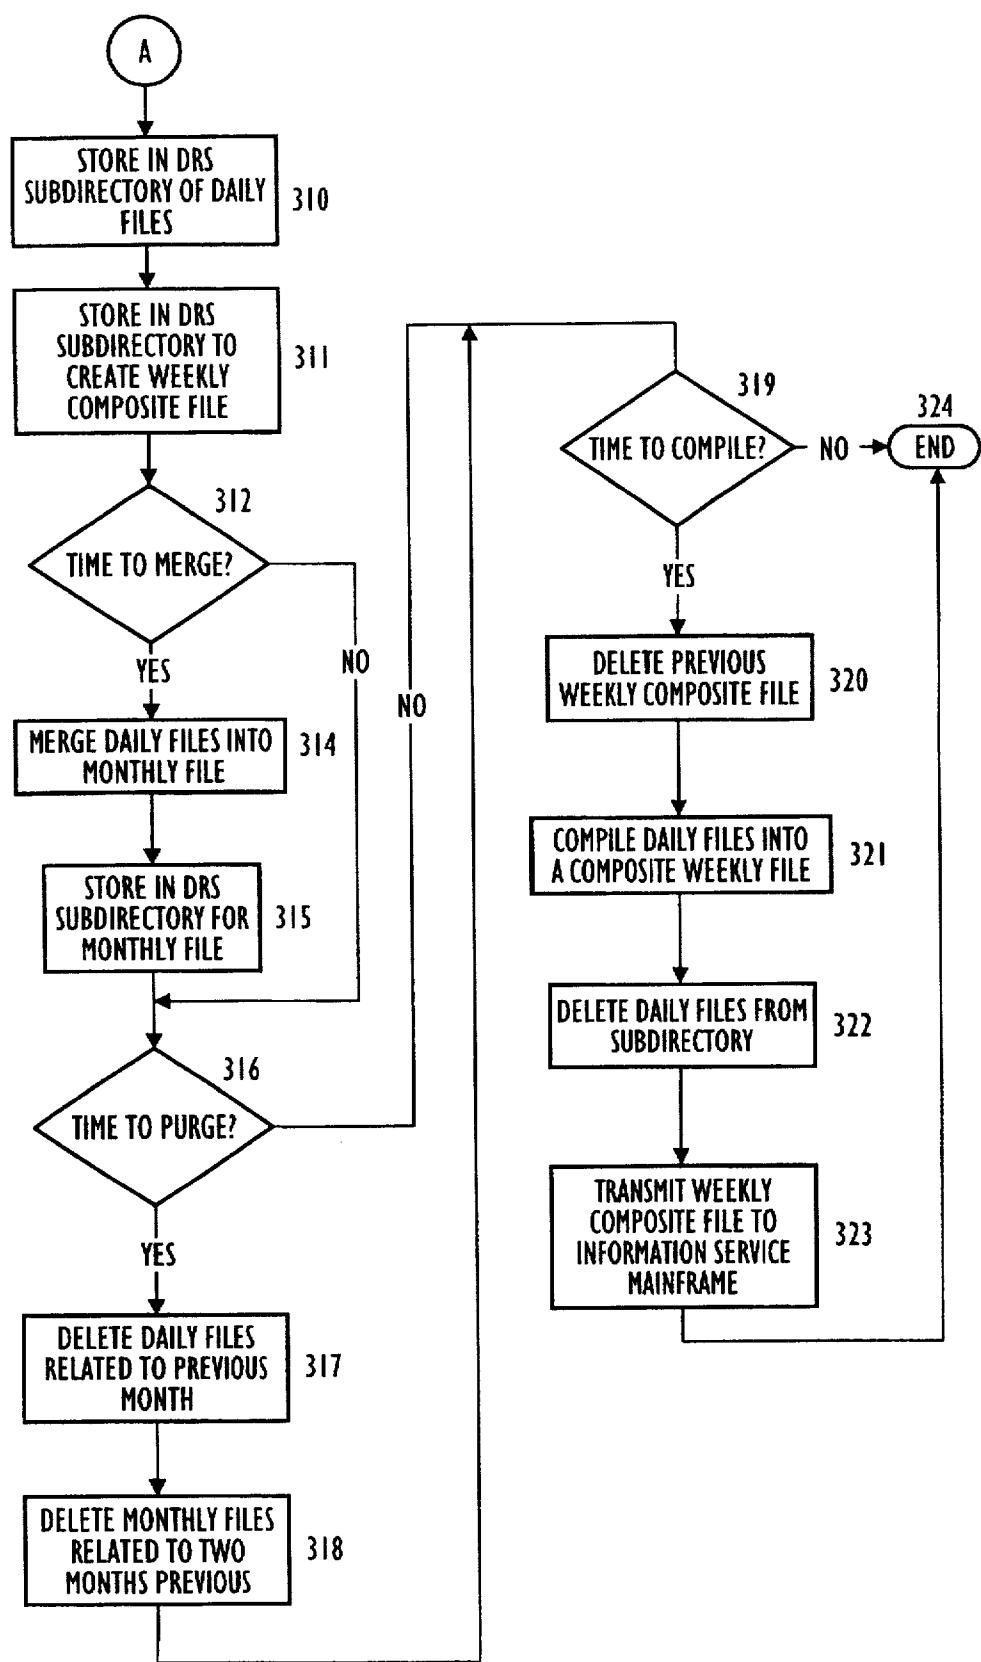 A
STORE IN DRS
SUBDIRECTORY OF DAILY
FILES
310
STORE IN DRS
SUBDIRECTORY TO
CREATE WEEKLY
COMPOSITE FILE
311
312
TIME TO MERGE?
YES
NO
MERGE DAILY FILES INTO
MONTHLY FILE
314
STORE IN DRS
SUBDIRECTORY FOR
MONTHLY FILE
315
316
TIME TO PURGE?
NO
YES
DELETE DAILY FILES
RELATED TO PREVIOUS
MONTH
317
DELETE MONTHLY FILES
RELATED TO TWO
MONTHS PREVIOUS
318
319
TIME TO COMPILE?
NO
324
END
YES
DELETE PREVIOUS
WEEKLY COMPOSITE FILE
320
COMPILE DAILY FILES INTO
A COMPOSITE WEEKLY FILE
321
DELETE DAILY FILES FROM
SUBDIRECTORY
322
TRANSMIT WEEKLY
COMPOSITE FILE TO
INFORMATION SERVICE
MAINFRAME
323